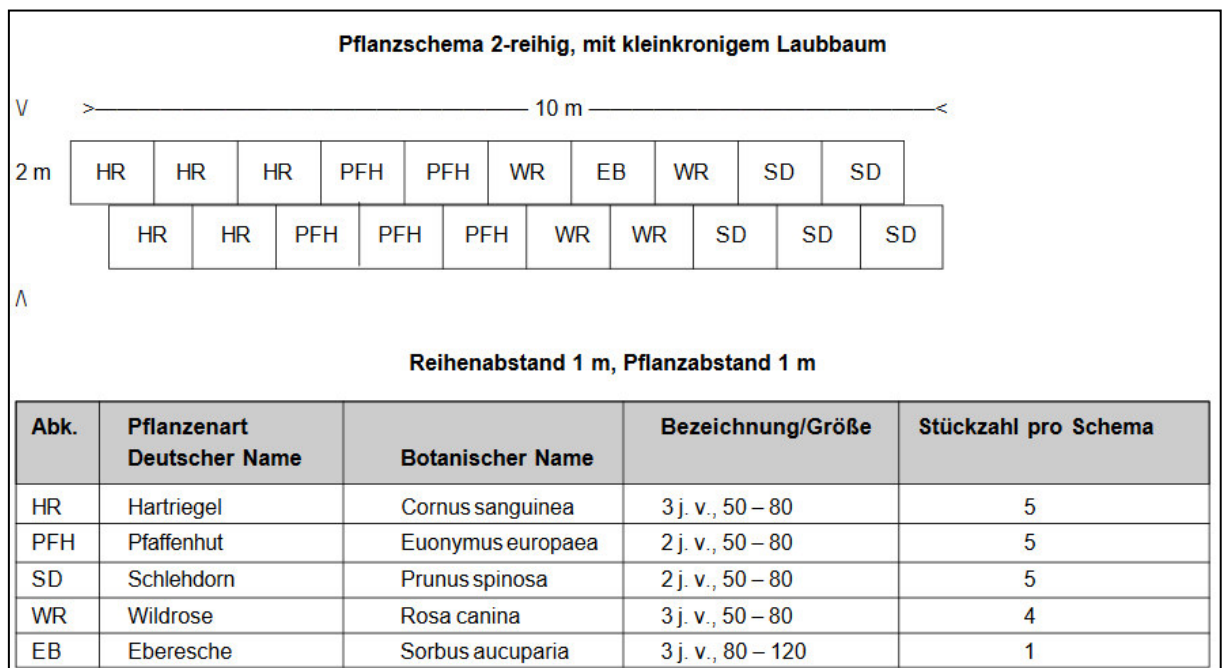 Pflanzschema 2-reihig, mit kleinkronigem Laubbaum
\/ >—————— 10 m ——————<
2 m HR HR HR PFH PFH WR EB WR SD SD
HR HR PFH PFH PFH WR WR SD SD SD
/\
Reihenabstand 1 m, Pflanzabstand 1 m
Abk. Pflanzenart Bezeichnung/Größe Stückzahl pro Schema
Deutscher Name Botanischer Name
HR Hartriegel Cornus sanguinea 3 j. v., 50 – 80 5
PFH Pfaffenhut Euonymus europaea 2 j. v., 50 – 80 5
SD Schlehdorn Prunus spinosa 2 j. v., 50 – 80 5
WR Wildrose Rosa canina 3 j. v., 50 – 80 4
EB Eberesche Sorbus aucuparia 3 j. v., 80 – 120 1